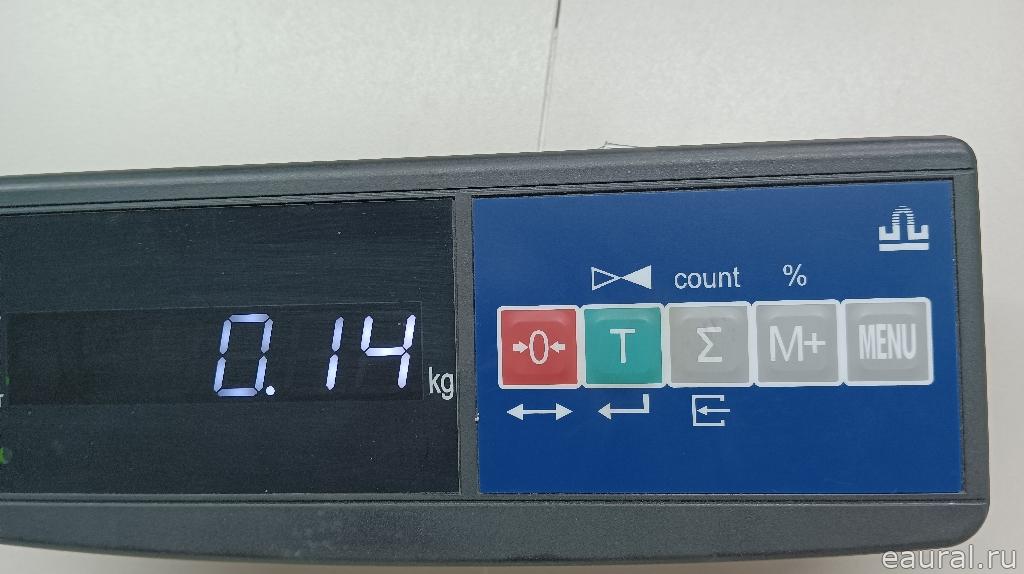 count %
0.14 kg
→0← T Σ M+ MENU
eaural.ru